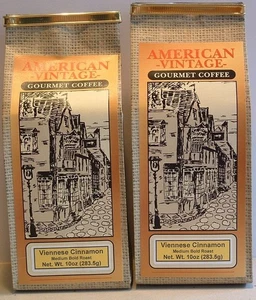 AMERICAN
-VINTAGE-
GOURMET COFFEE
Viennese Cinnamon
Medium Bold Roast
Net. Wt. 10oz (283.5g)
AMERICAN
-VINTAGE-
GOURMET COFFEE
Viennese Cinnamon
Medium Bold Roast
Net. Wt. 10oz (283.5g)